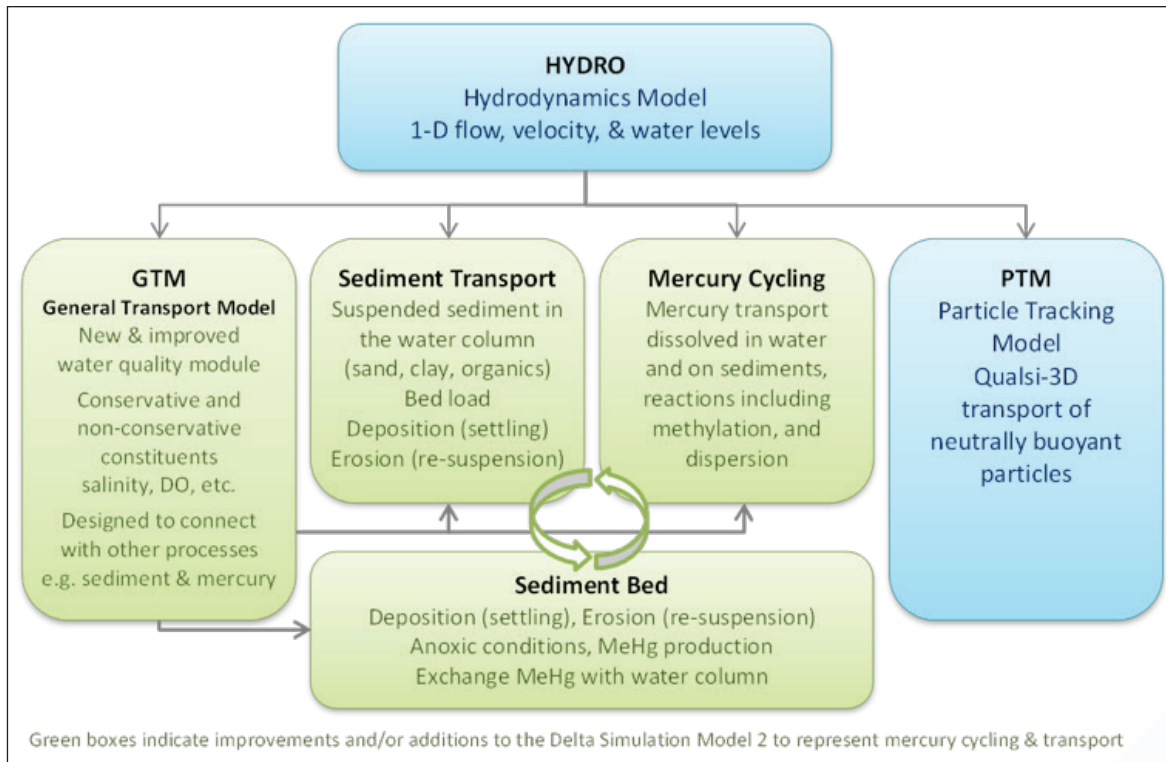 HYDRO
Hydrodynamics Model
1-D flow, velocity, & water levels
GTM
General Transport Model
New & improved
water quality module
Conservative and
non-conservative
constituents
salinity, DO, etc.
Designed to connect
with other processes
e.g. sediment & mercury
Sediment Transport
Suspended sediment in
the water column
(sand, clay, organics)
Bed load
Deposition (settling)
Erosion (re-suspension)
Mercury Cycling
Mercury transport
dissolved in water
and on sediments,
reactions including
methylation, and
dispersion
PTM
Particle Tracking
Model
Qualsi-3D
transport of
neutrally buoyant
particles
Sediment Bed
Deposition (settling), Erosion (re-suspension)
Anoxic conditions, MeHg production
Exchange MeHg with water column
Green boxes indicate improvements and/or additions to the Delta Simulation Model 2 to represent mercury cycling & transport